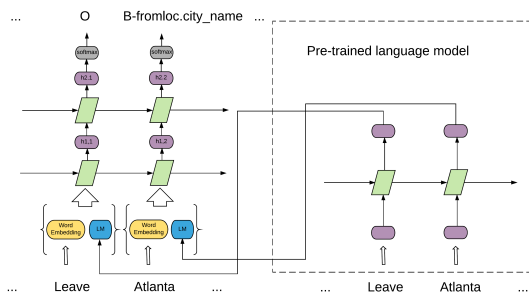 ... O B-fromloc.city_name ...
softmax softmax
h2.1 h2.2
h1,1 h1,2
Word Embedding LM Word Embedding LM
... Leave Atlanta ...
Pre-trained language model
... Leave Atlanta ...